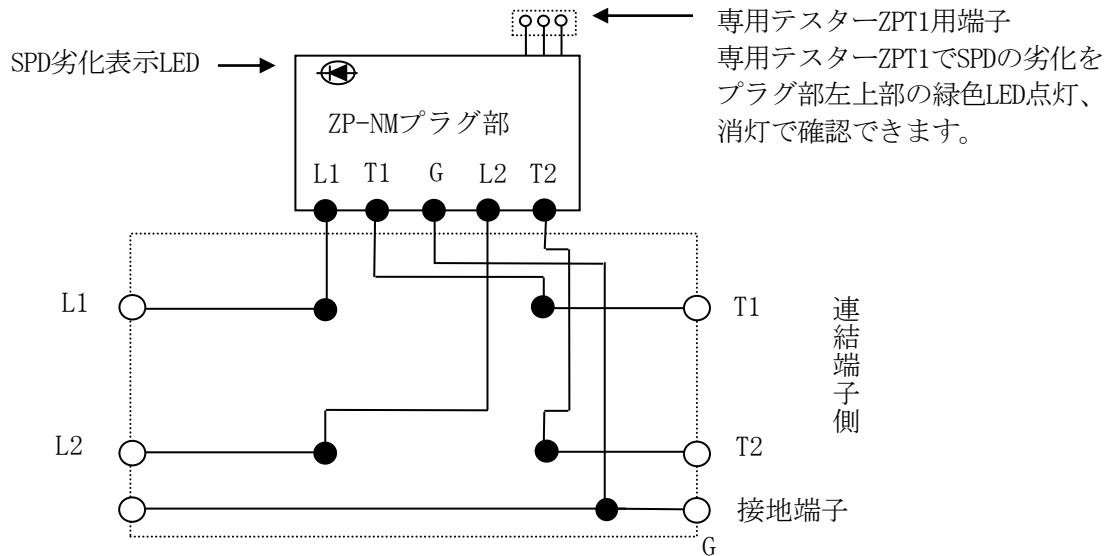 専用テスターZPT1用端子
専用テスターZPT1でSPDの劣化を
プラグ部左上部の緑色LED点灯、
消灯で確認できます。
SPD劣化表示LED
ZP-NMプラグ部
L1 T1 G L2 T2
L1
T1
連結端子側
L2
T2
接地端子
G